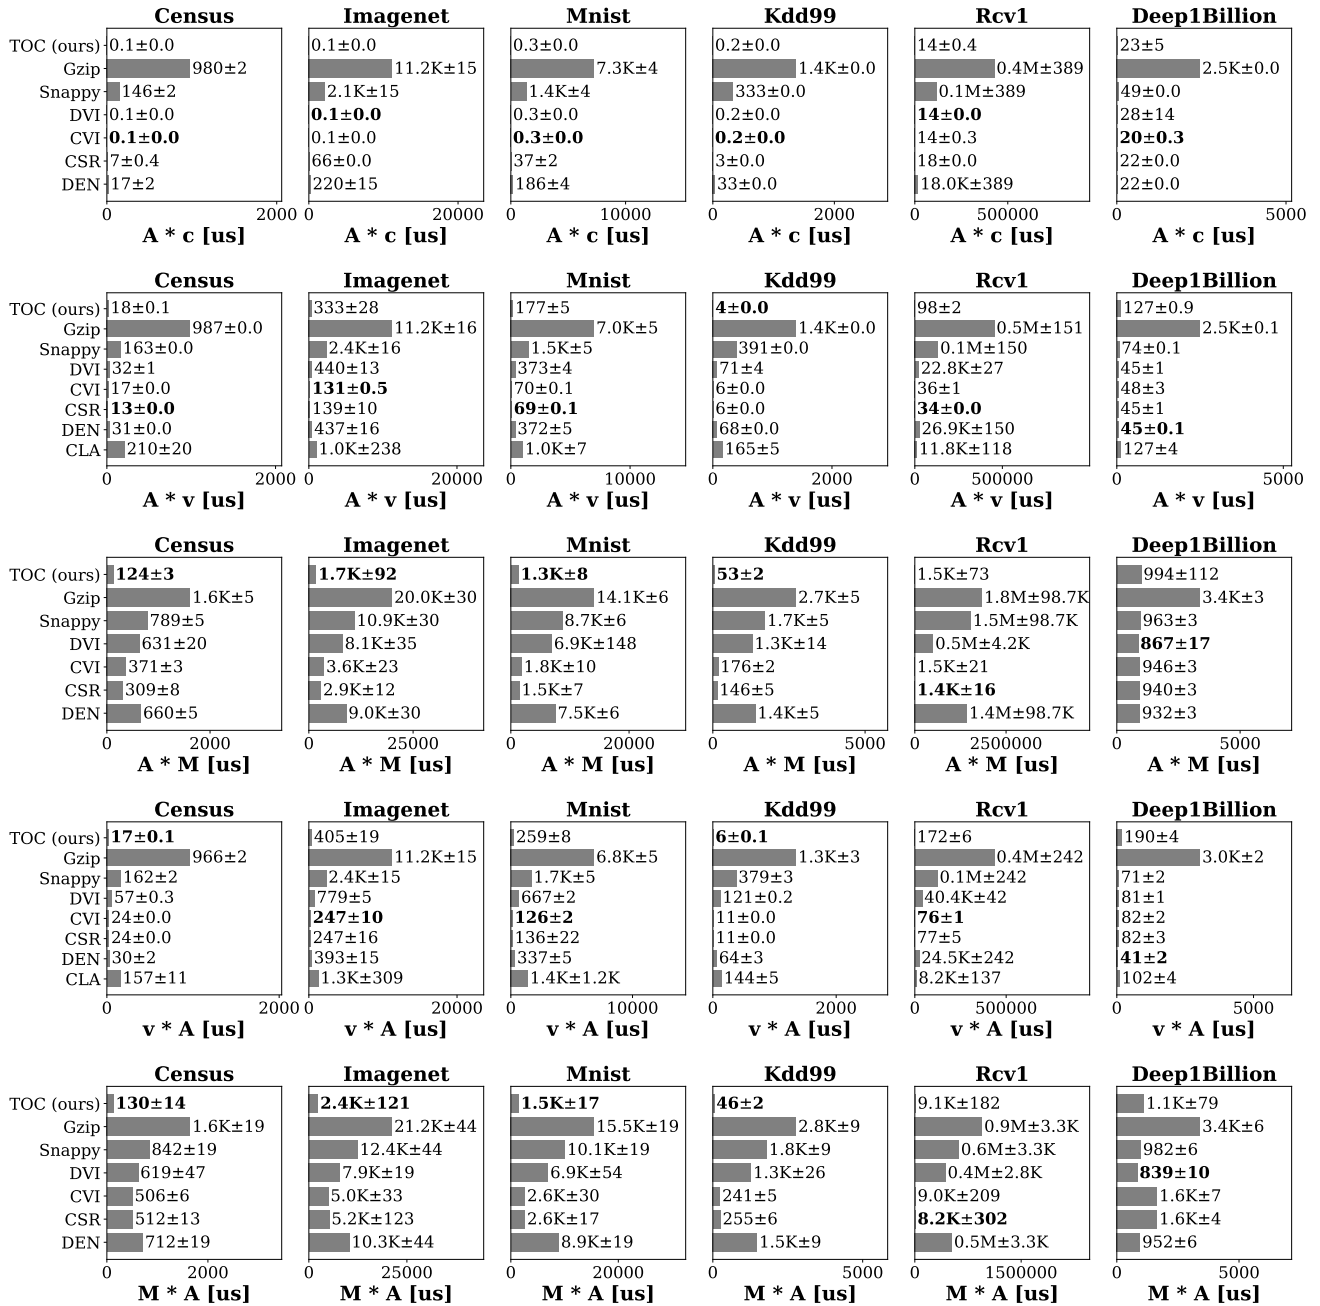 Census Imagenet Mnist Kdd99 Rcv1 Deep1Billion
TOC (ours) 0.1±0.0 0.1±0.0 0.3±0.0 0.2±0.0 14±0.4 23±5
Gzip 980±2 11.2K±15 7.3K±4 1.4K±0.0 0.4M±389 2.5K±0.0
Snappy 146±2 2.1K±15 1.4K±4 333±0.0 0.1M±389 49±0.0
DVI 0.1±0.0 0.1±0.0 0.3±0.0 0.2±0.0 14±0.0 28±14
CVI 0.1±0.0 0.1±0.0 0.3±0.0 0.2±0.0 14±0.3 20±0.3
CSR 7±0.4 66±0.0 37±2 3±0.0 18±0.0 22±0.0
DEN 17±2 220±15 186±4 33±0.0 18.0K±389 22±0.0
0 2000 0 20000 0 10000 0 2000 0 500000 0 5000
A * c [us] A * c [us] A * c [us] A * c [us] A * c [us] A * c [us]
Census Imagenet Mnist Kdd99 Rcv1 Deep1Billion
TOC (ours) 18±0.1 333±28 177±5 4±0.0 98±2 127±0.9
Gzip 987±0.0 11.2K±16 7.0K±5 1.4K±0.0 0.5M±151 2.5K±0.1
Snappy 163±0.0 2.4K±16 1.5K±5 391±0.0 0.1M±150 74±0.1
DVI 32±1 440±13 373±4 71±4 22.8K±27 45±1
CVI 17±0.0 131±0.5 70±0.1 6±0.0 36±1 48±3
CSR 13±0.0 139±10 69±0.1 6±0.0 34±0.0 45±1
DEN 31±0.0 437±16 372±5 68±0.0 26.9K±150 45±0.1
CLA 210±20 1.0K±238 1.0K±7 165±5 11.8K±118 127±4
0 2000 0 20000 0 10000 0 2000 0 500000 0 5000
A * v [us] A * v [us] A * v [us] A * v [us] A * v [us] A * v [us]
Census Imagenet Mnist Kdd99 Rcv1 Deep1Billion
TOC (ours) 124±3 1.7K±92 1.3K±8 53±2 1.5K±73 994±112
Gzip 1.6K±5 20.0K±30 14.1K±6 2.7K±5 1.8M±98.7K 3.4K±3
Snappy 789±5 10.9K±30 8.7K±6 1.7K±5 1.5M±98.7K 963±3
DVI 631±20 8.1K±35 6.9K±148 1.3K±14 0.5M±4.2K 867±17
CVI 371±3 3.6K±23 1.8K±10 176±2 1.5K±21 946±3
CSR 309±8 2.9K±12 1.5K±7 146±5 1.4K±16 940±3
DEN 660±5 9.0K±30 7.5K±6 1.4K±5 1.4M±98.7K 932±3
0 2000 0 25000 0 20000 0 5000 0 2500000 0 5000
A * M [us] A * M [us] A * M [us] A * M [us] A * M [us] A * M [us]
Census Imagenet Mnist Kdd99 Rcv1 Deep1Billion
TOC (ours) 17±0.1 405±19 259±8 6±0.1 172±6 190±4
Gzip 966±2 11.2K±15 6.8K±5 1.3K±3 0.4M±242 3.0K±2
Snappy 162±2 2.4K±15 1.7K±5 379±3 0.1M±242 71±2
DVI 57±0.3 779±5 667±2 121±0.2 40.4K±42 81±1
CVI 24±0.0 247±10 126±2 11±0.0 76±1 82±2
CSR 24±0.0 247±16 136±22 11±0.0 77±5 82±3
DEN 30±2 393±15 337±5 64±3 24.5K±242 41±2
CLA 157±11 1.3K±309 1.4K±1.2K 144±5 8.2K±137 102±4
0 2000 0 20000 0 10000 0 2000 0 500000 0 5000
v * A [us] v * A [us] v * A [us] v * A [us] v * A [us] v * A [us]
Census Imagenet Mnist Kdd99 Rcv1 Deep1Billion
TOC (ours) 130±14 2.4K±121 1.5K±17 46±2 9.1K±182 1.1K±79
Gzip 1.6K±19 21.2K±44 15.5K±19 2.8K±9 0.9M±3.3K 3.4K±6
Snappy 842±19 12.4K±44 10.1K±19 1.8K±9 0.6M±3.3K 982±6
DVI 619±47 7.9K±19 6.9K±54 1.3K±26 0.4M±2.8K 839±10
CVI 506±6 5.0K±33 2.6K±30 241±5 9.0K±209 1.6K±7
CSR 512±13 5.2K±123 2.6K±17 255±6 8.2K±302 1.6K±4
DEN 712±19 10.3K±44 8.9K±19 1.5K±9 0.5M±3.3K 952±6
0 2000 0 25000 0 20000 0 5000 0 1500000 0 5000
M * A [us] M * A [us] M * A [us] M * A [us] M * A [us] M * A [us]